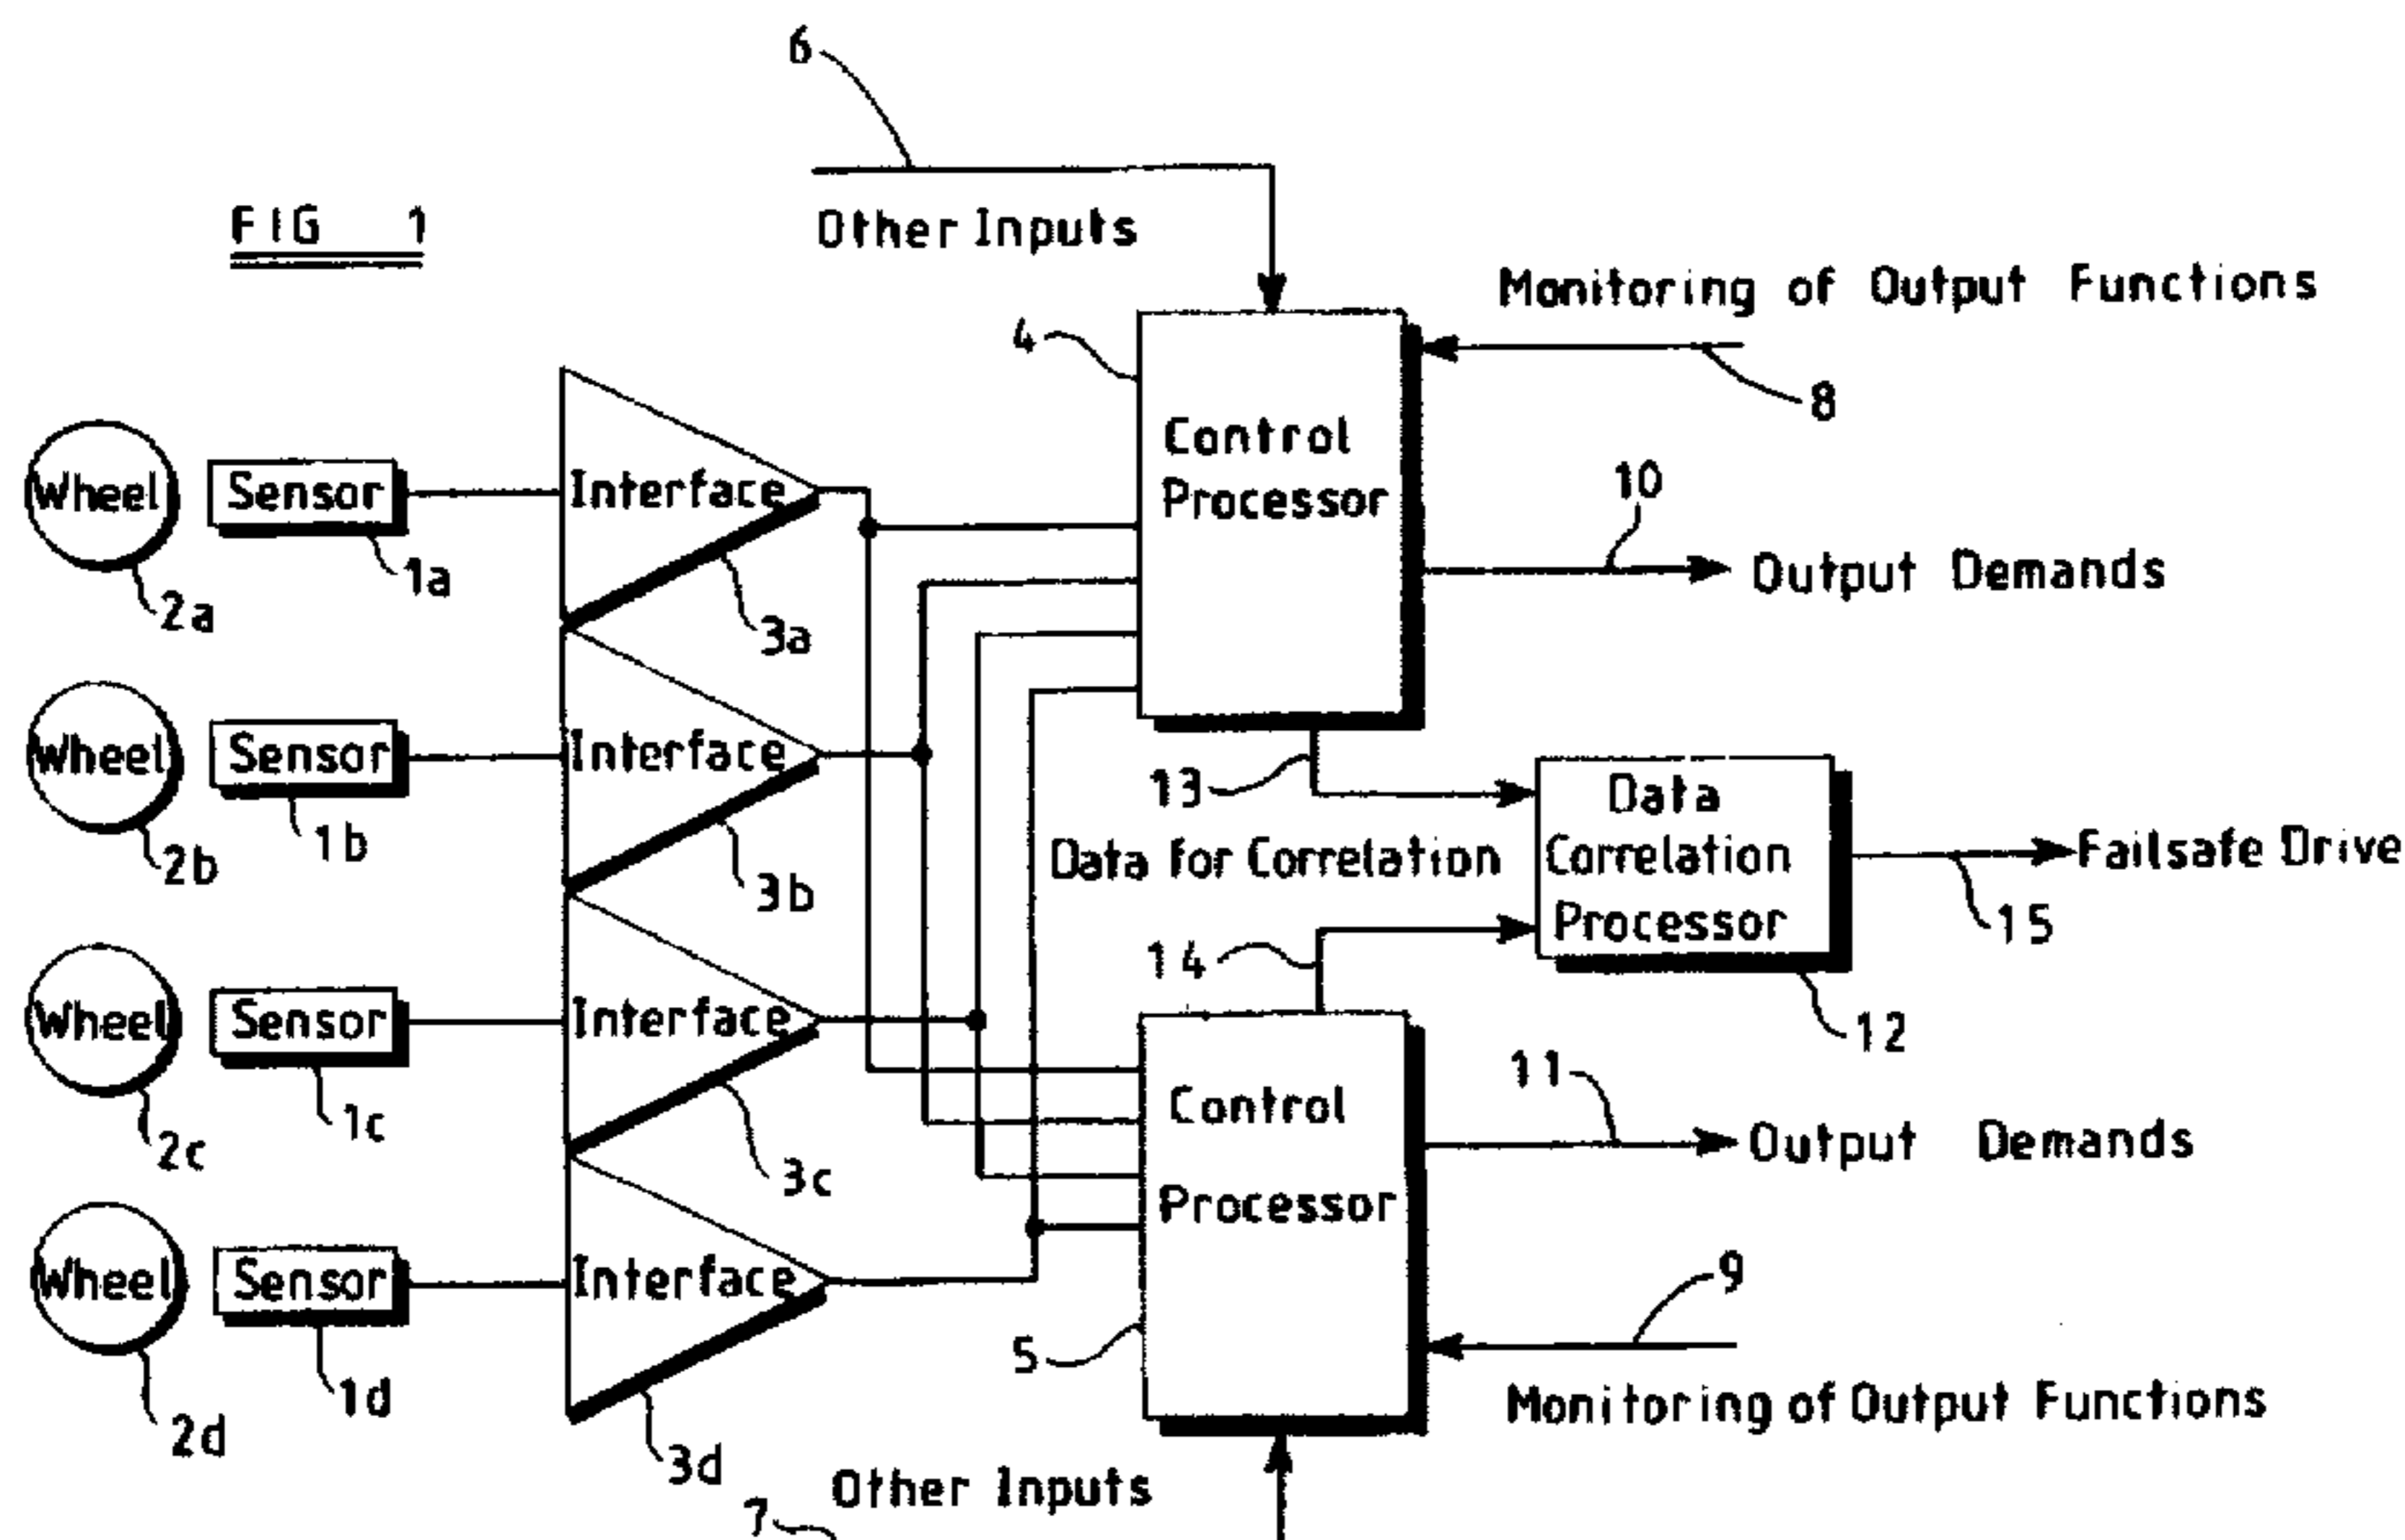 6
FIG 1
Other Inputs
Monitoring of Output Functions
4
8
Control
Processor
10
Output Demands
Wheel
Sensor
Interface
1a
2a
3a
Wheel
Sensor
Interface
1b
2b
3b
13
Data for Correlation
14
Data
Correlation
Processor
Failsafe Drive
15
12
Wheel
Sensor
Interface
1c
2c
3c
Control
Processor
11
Output Demands
Wheel
Sensor
Interface
1d
2d
3d
5
9
Monitoring of Output Functions
Other Inputs
7